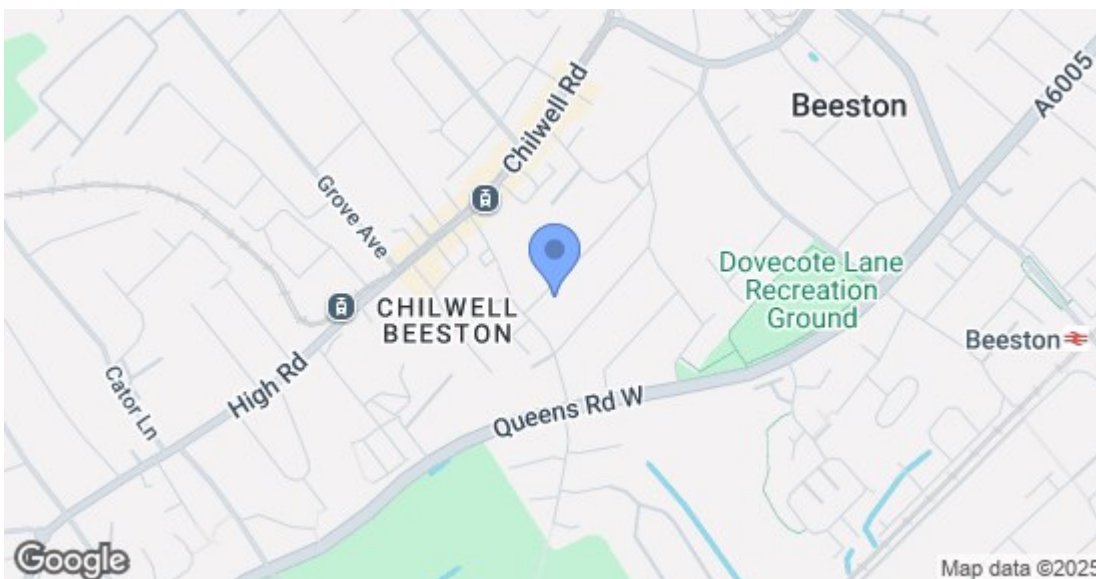 Chilwell Rd
Beeston
A6005
Grove Ave
Dovecote Lane
Recreation
Ground
CHILWELL
BEESTON
Beeston
High Rd
Cator Ln
Queens Rd W
Google
Map data ©2025